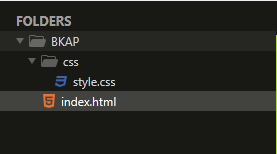 FOLDERS
BKAP
css
style.css
index.html